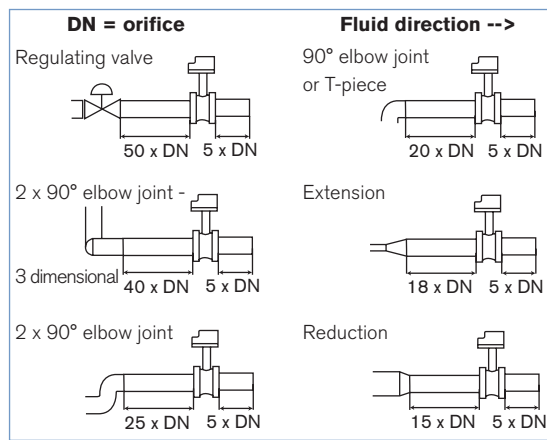 DN = orifice
Fluid direction -->
Regulating valve
50 x DN 5 x DN
90° elbow joint
or T-piece
20 x DN 5 x DN
2 x 90° elbow joint -
3 dimensional
40 x DN 5 x DN
Extension
18 x DN 5 x DN
2 x 90° elbow joint
25 x DN 5 x DN
Reduction
15 x DN 5 x DN